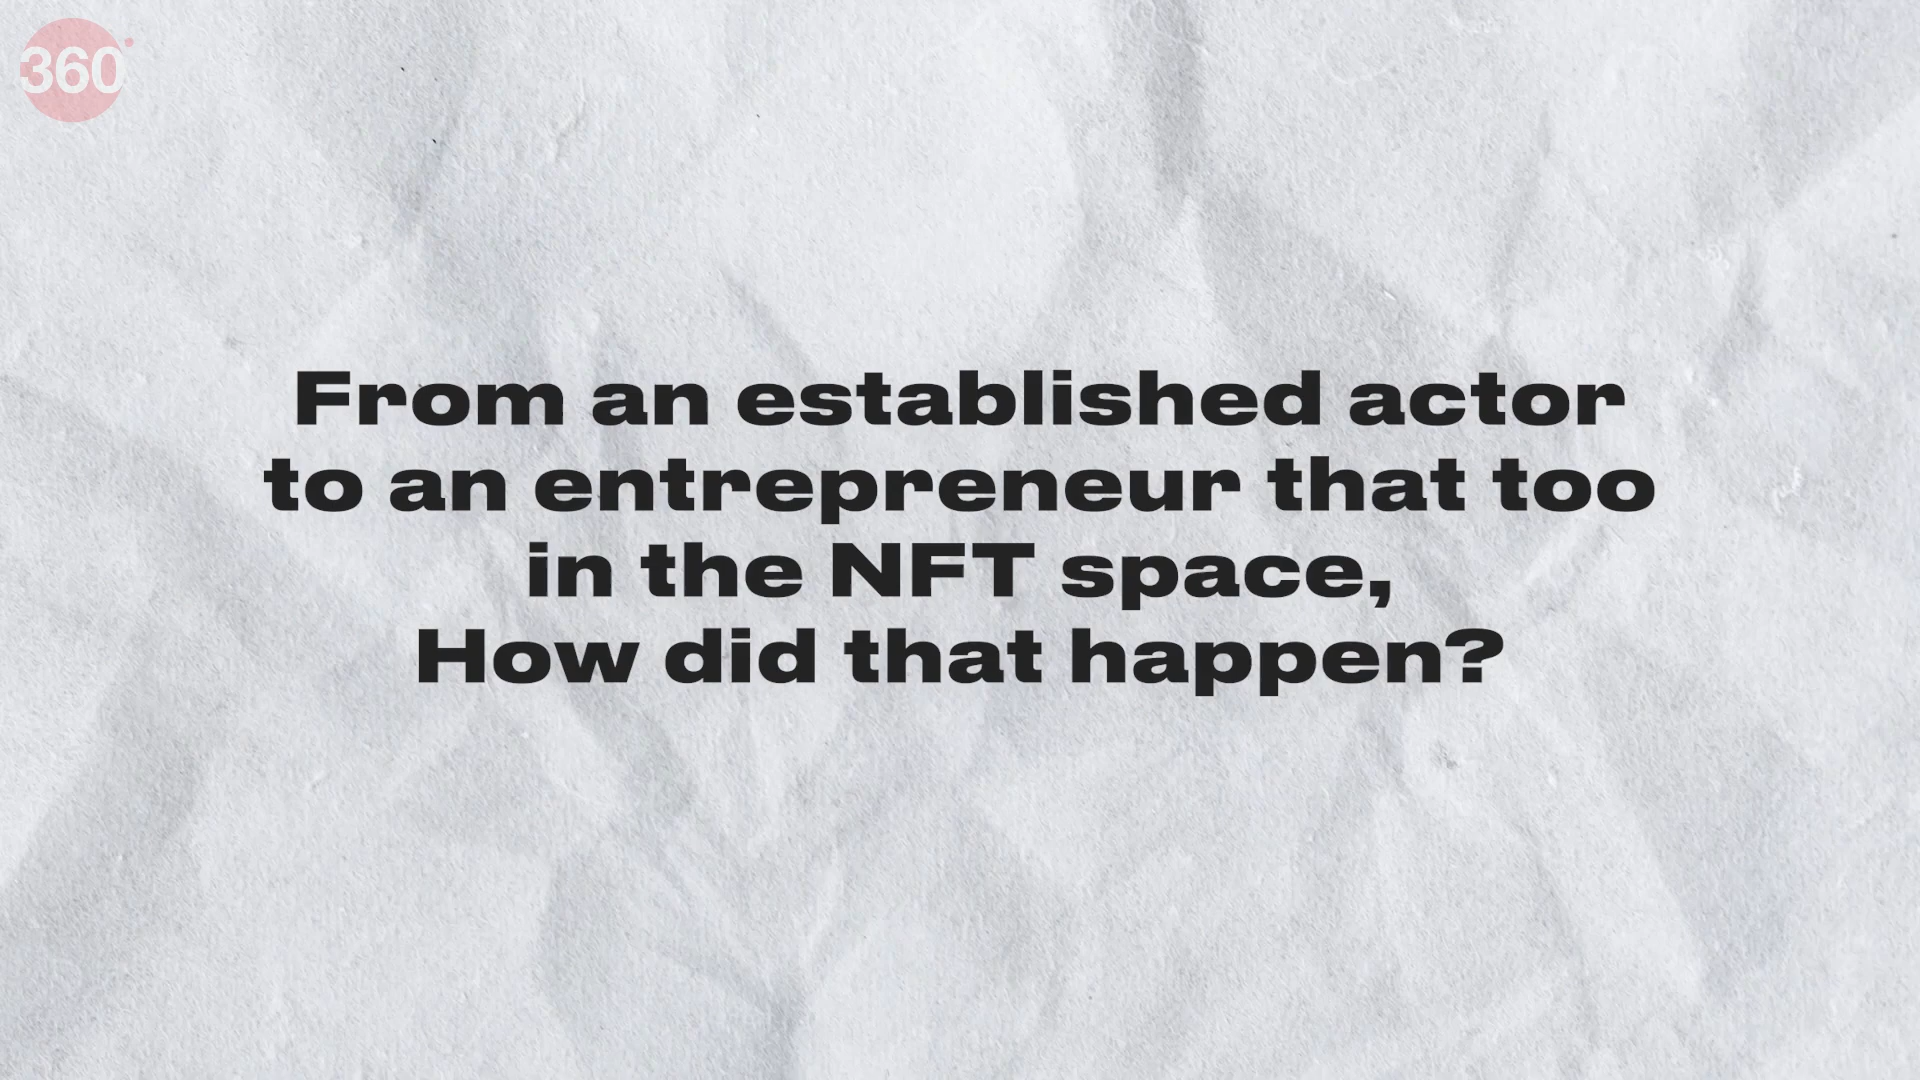 360
From an established actor
to an entrepreneur that too
in the NFT space,
How did that happen?